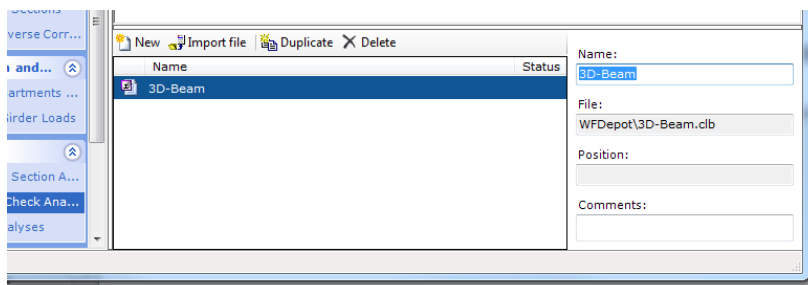 Sections
verse Corr...
and...
artments ...
Girder Loads
Section A...
Check Ana...
alyses
New Import file Duplicate Delete
Name Status
3D-Beam
Name:
3D-Beam
File:
WFDepot\3D-Beam.clb
Position:
Comments: